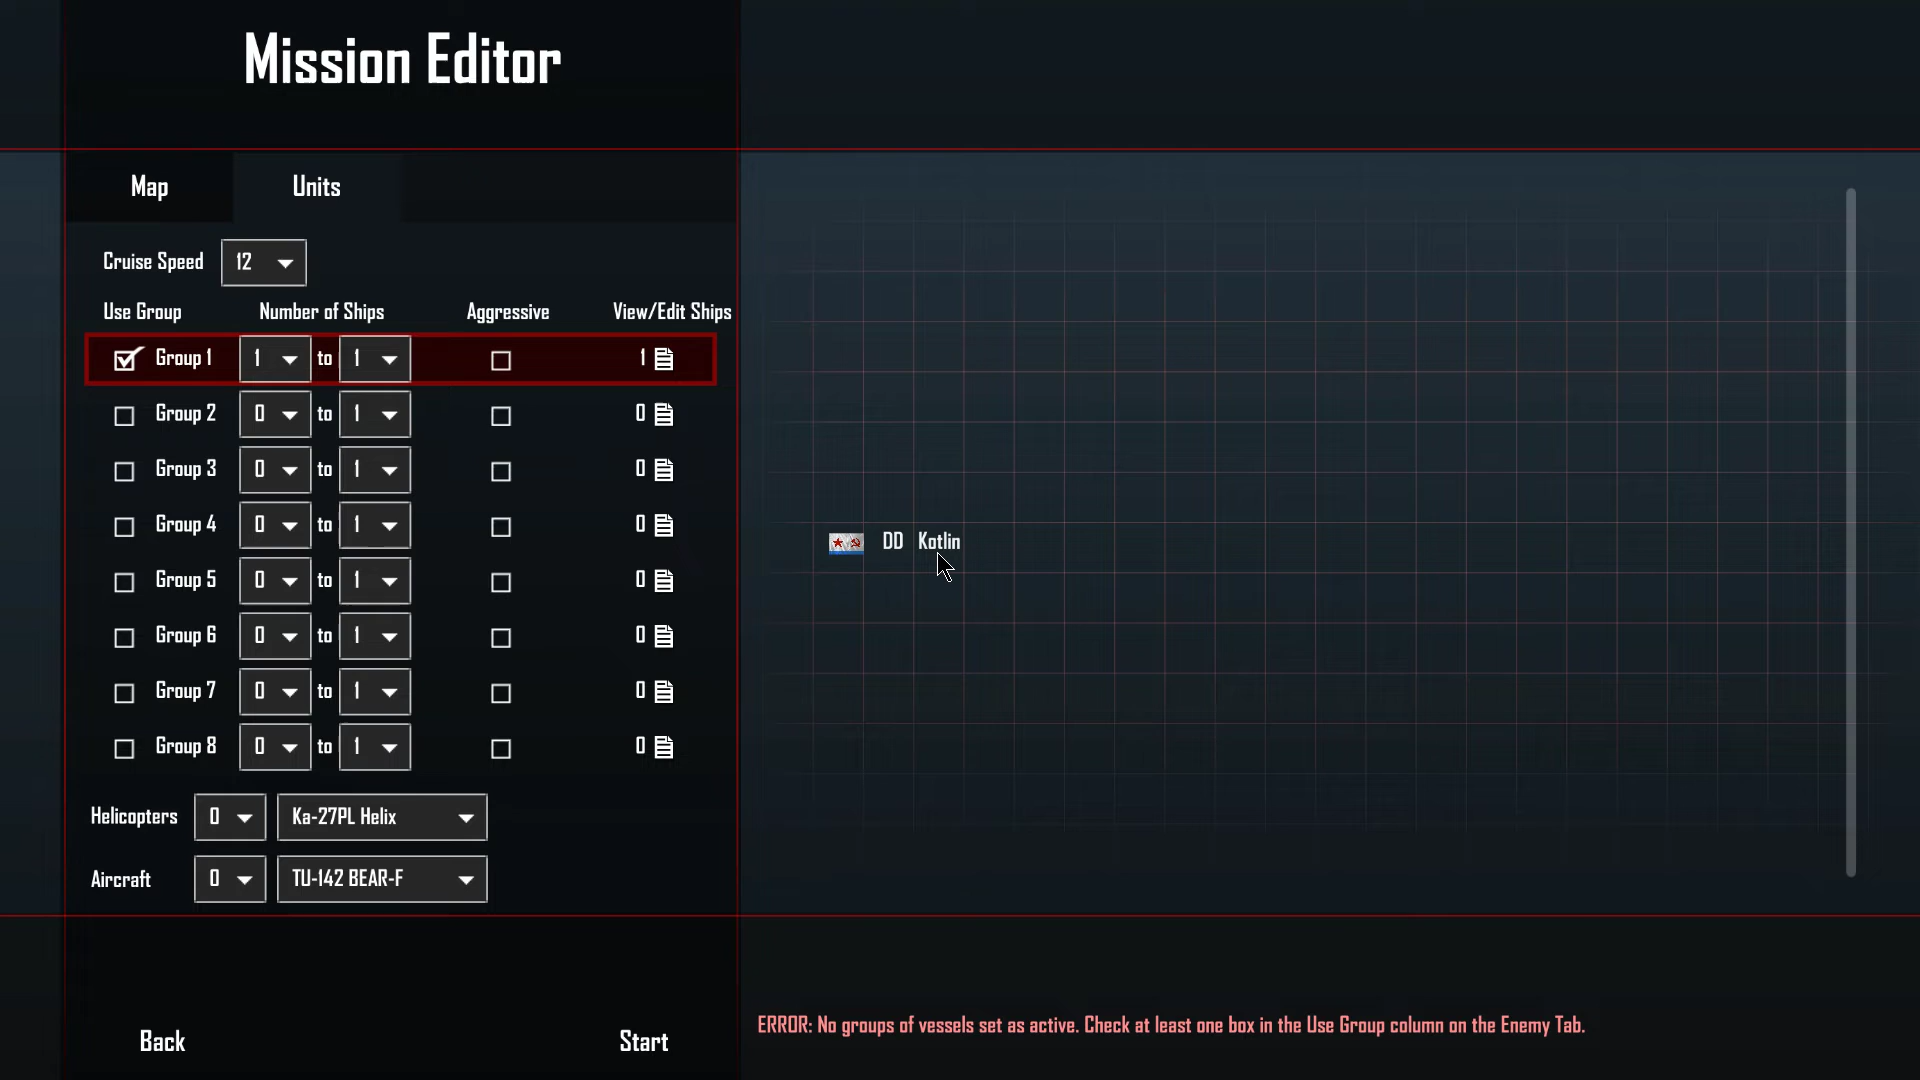 Mission Editor
Map Units
Cruise Speed 12
Use Group Number of Ships Aggressive View/Edit Ships
Group 1 1 to 1 1
Group 2 0 to 1 0
Group 3 0 to 1 0
Group 4 0 to 1 0
Group 5 0 to 1 0
Group 6 0 to 1 0
Group 7 0 to 1 0
Group 8 0 to 1 0
Helicopters 0 Ka-27PL Helix
Aircraft 0 TU-142 BEAR-F
DD Kotlin
Back Start
ERROR: No groups of vessels set as active. Check at least one box in the Use Group column on the Enemy Tab.